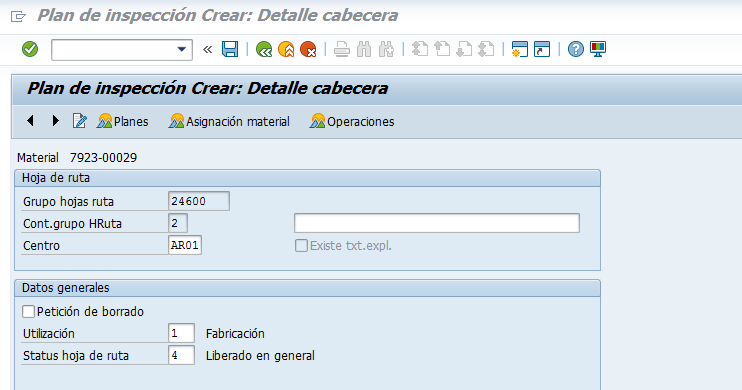 Plan de inspección Crear: Detalle cabecera
Plan de inspección Crear: Detalle cabecera
Planes Asignación material Operaciones
Material 7923-00029
Hoja de ruta
Grupo hojas ruta 24600
Cont.grupo HRuta 2
Centro AR01 Existe txt.expl.
Datos generales
Petición de borrado
Utilización 1 Fabricación
Status hoja de ruta 4 Liberado en general